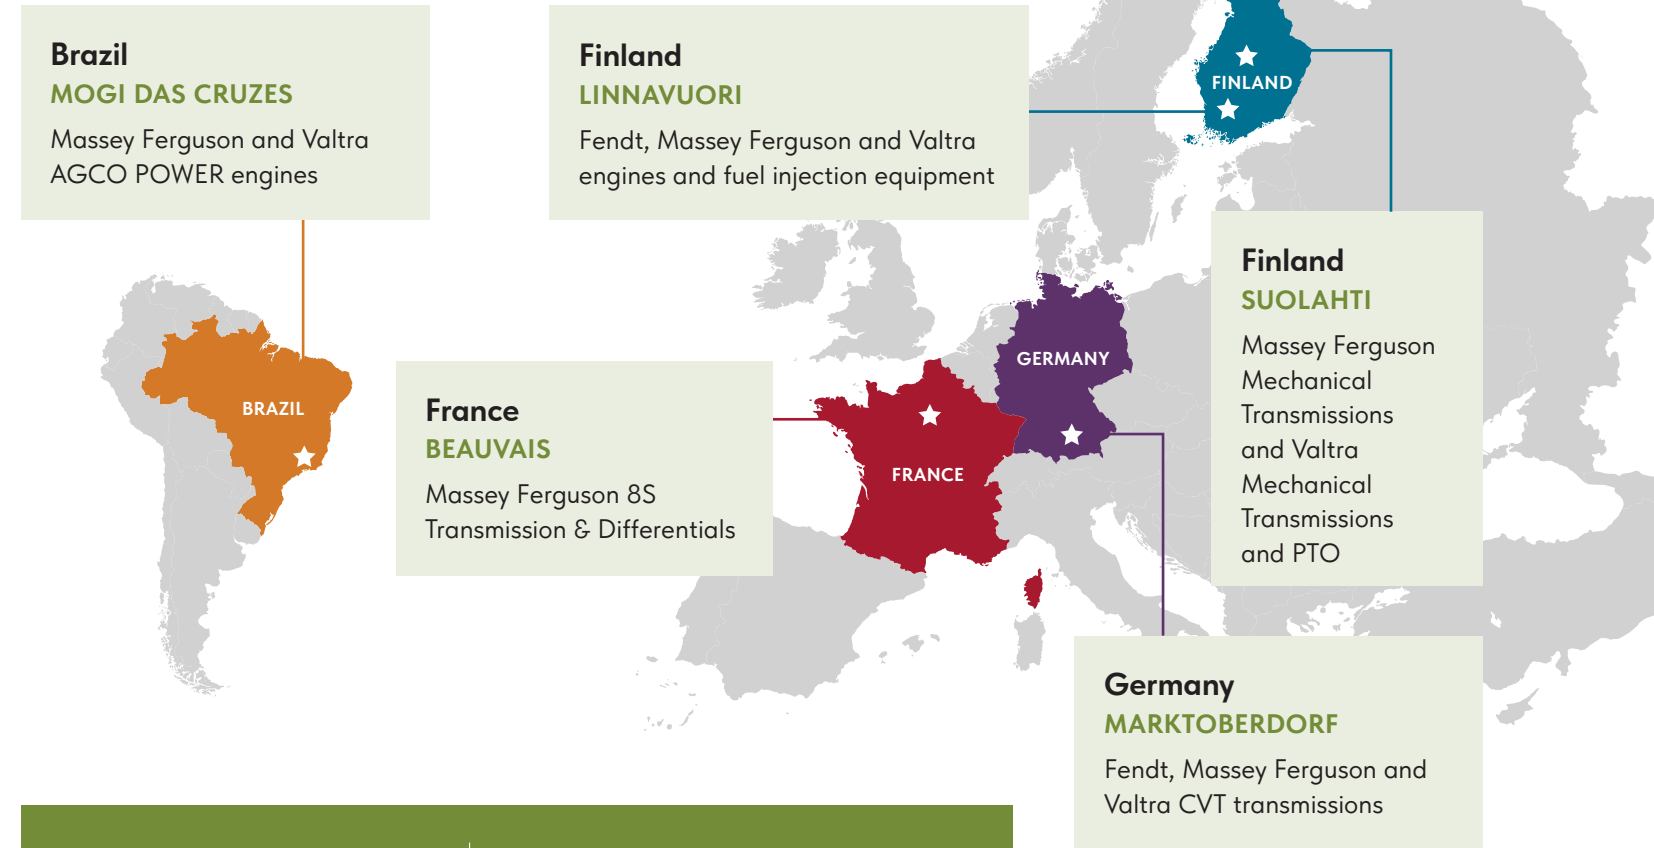 Brazil
MOGI DAS CRUZES
Massey Ferguson and Valtra
AGCO POWER engines
Finland
LINNAVUORI
Fendt, Massey Ferguson and Valtra
engines and fuel injection equipment
FINLAND
Finland
SUOLAHTI
Massey Ferguson
Mechanical
Transmissions
and Valtra
Mechanical
Transmissions
and PTO
BRAZIL
France
BEAUVAIS
Massey Ferguson 8S
Transmission & Differentials
GERMANY
FRANCE
Germany
MARKTOBERDORF
Fendt, Massey Ferguson and
Valtra CVT transmissions